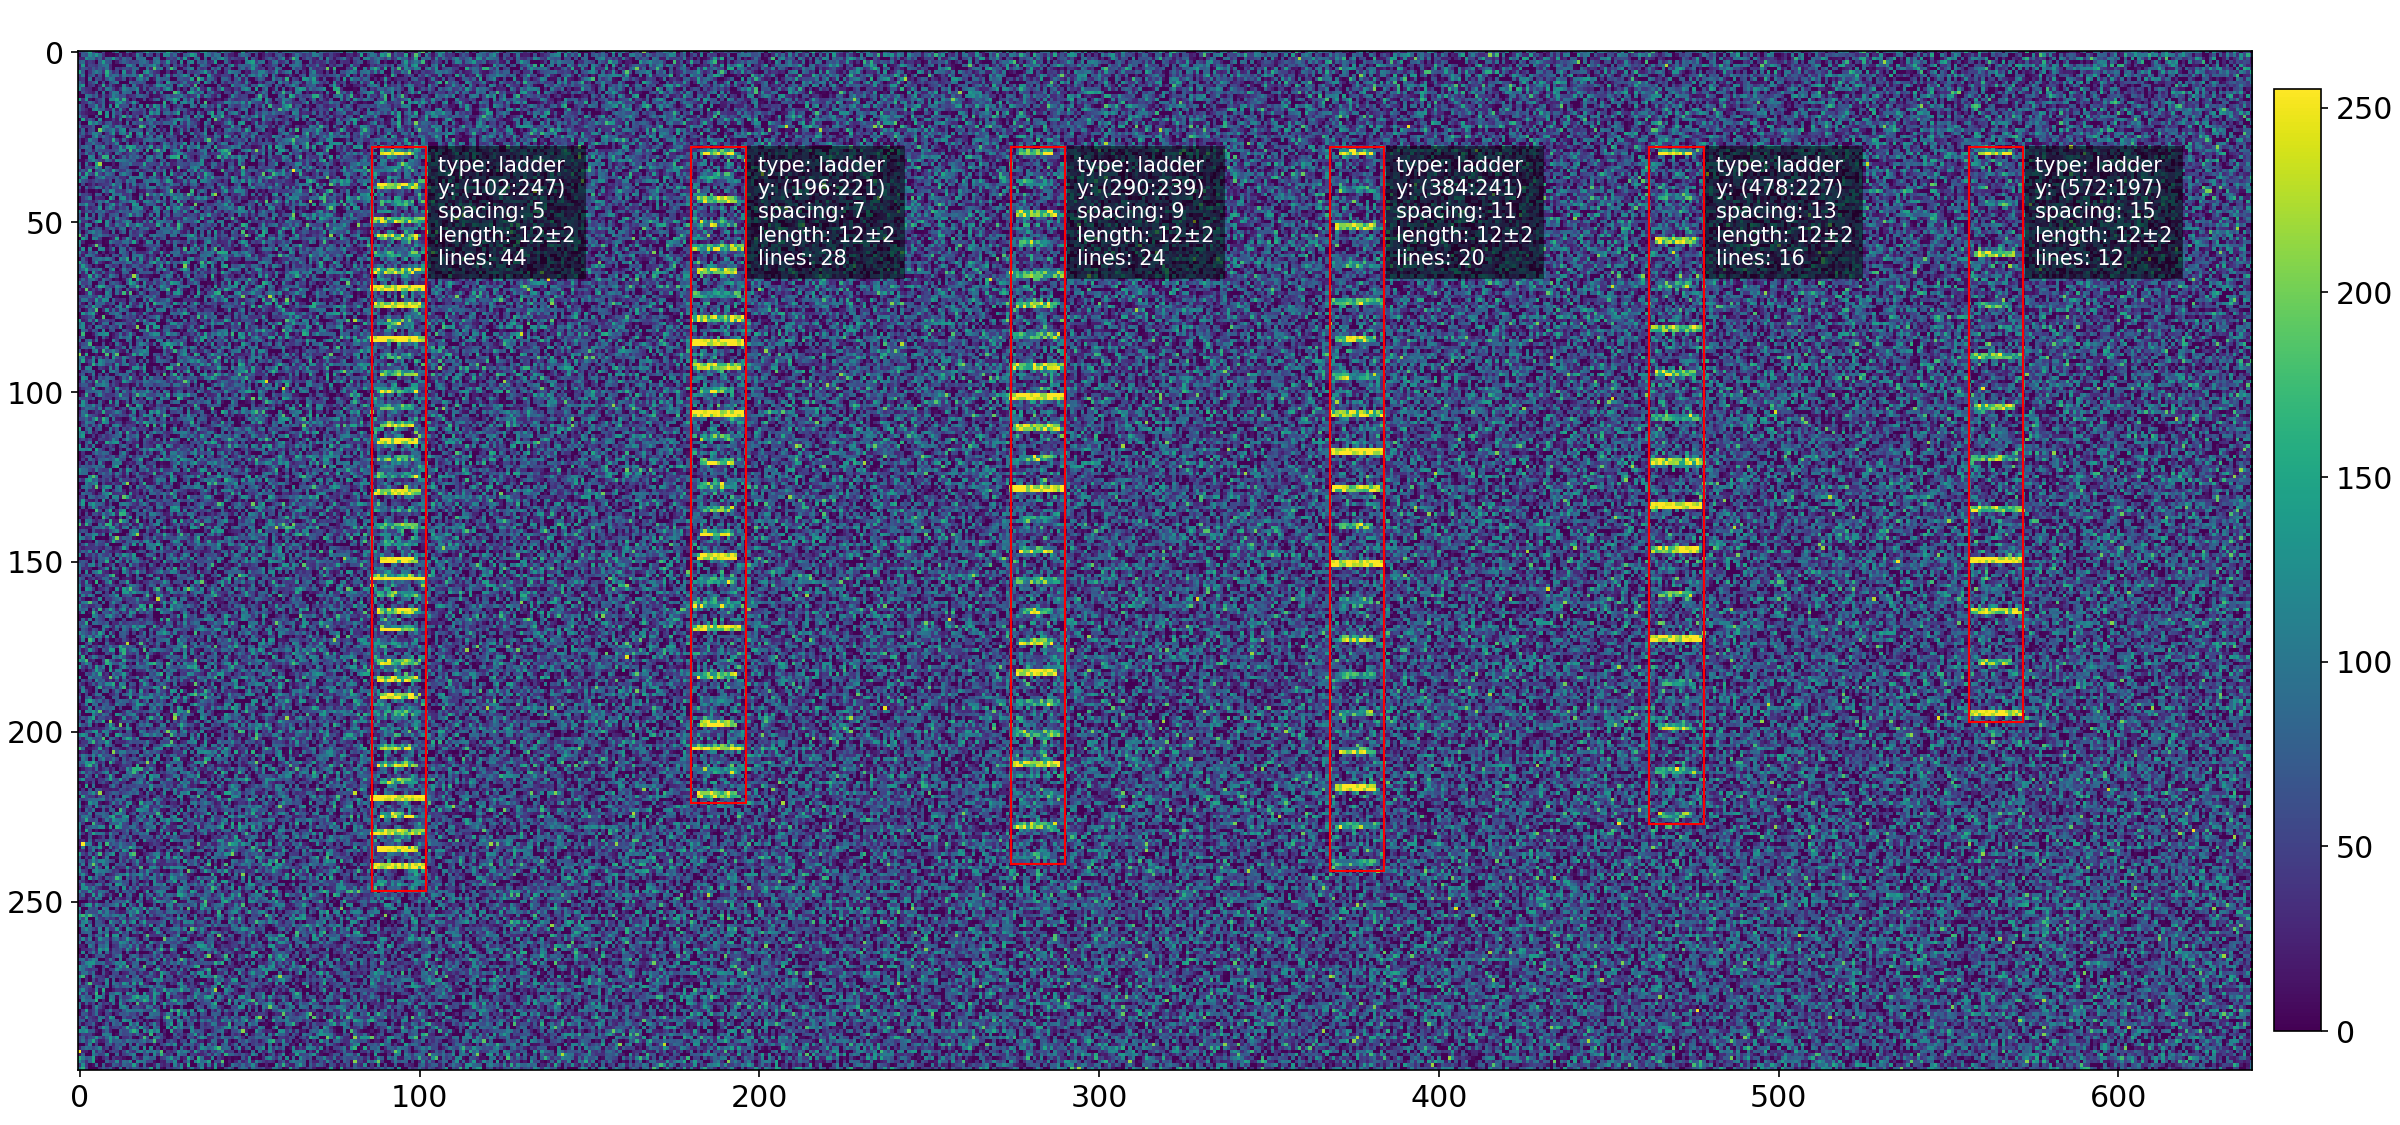 type: ladder
y: (102:247)
spacing: 5
length: 12±2
lines: 44
type: ladder
y: (196:221)
spacing: 7
length: 12±2
lines: 28
type: ladder
y: (290:239)
spacing: 9
length: 12±2
lines: 24
type: ladder
y: (384:241)
spacing: 11
length: 12±2
lines: 20
type: ladder
y: (478:227)
spacing: 13
length: 12±2
lines: 16
type: ladder
y: (572:197)
spacing: 15
length: 12±2
lines: 12
0
50
100
150
200
250
0
100
200
300
400
500
600
250
200
150
100
50
0